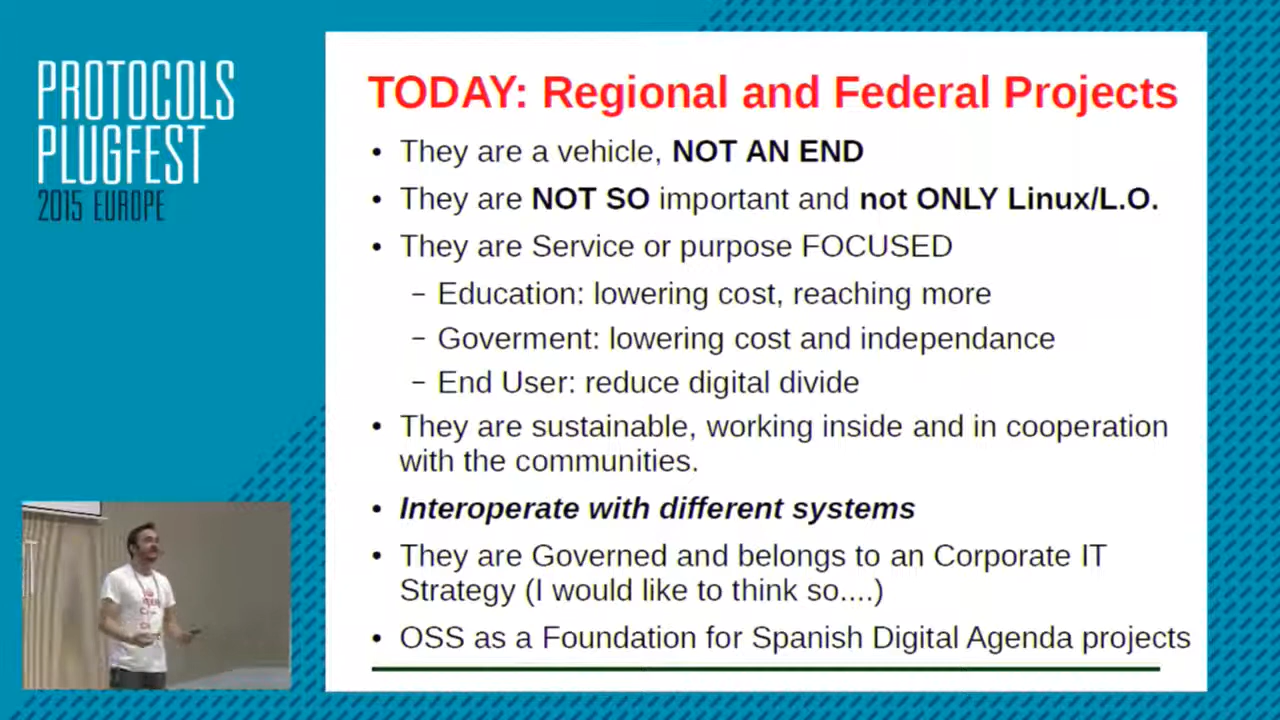 PROTOCOLS
PLUGFEST
2015 EUROPE
TODAY: Regional and Federal Projects
• They are a vehicle, NOT AN END
• They are NOT SO important and not ONLY Linux/L.O.
• They are Service or purpose FOCUSED
– Education: lowering cost, reaching more
– Goverment: lowering cost and independance
– End User: reduce digital divide
• They are sustainable, working inside and in cooperation
with the communities.
• Interoperate with different systems
• They are Governed and belongs to an Corporate IT
Strategy (I would like to think so....)
• OSS as a Foundation for Spanish Digital Agenda projects